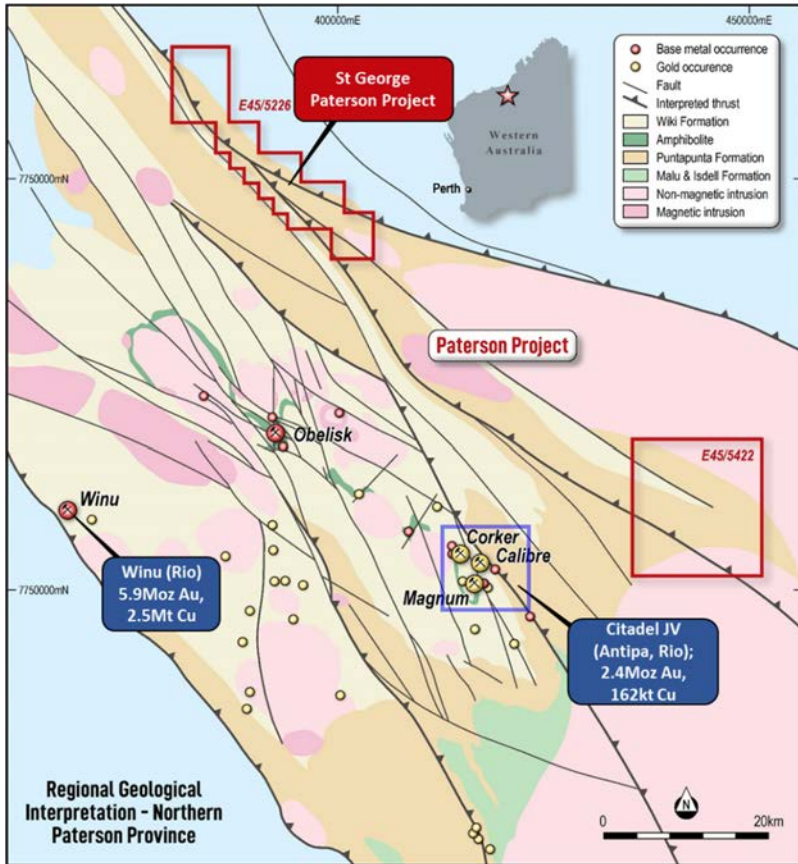 400000mE
450000mE
St George
Paterson Project
E45/5226
Western
Australia
Perth
Base metal occurrence
Gold occurence
Fault
Interpreted thrust
Wiki Formation
Amphibolite
Puntapunta Formation
Malu & Isdell Formation
Non-magnetic intrusion
Magnetic intrusion
7750000mN
Paterson Project
Obelisk
E45/5422
Winu
Corker
Calibre
Magnum
7750000mN
Winu (Rio)
5.9Moz Au,
2.5Mt Cu
Citadel JV
(Antipa, Rio);
2.4Moz Au,
162kt Cu
Regional Geological
Interpretation - Northern
Paterson Province
N
0
20km